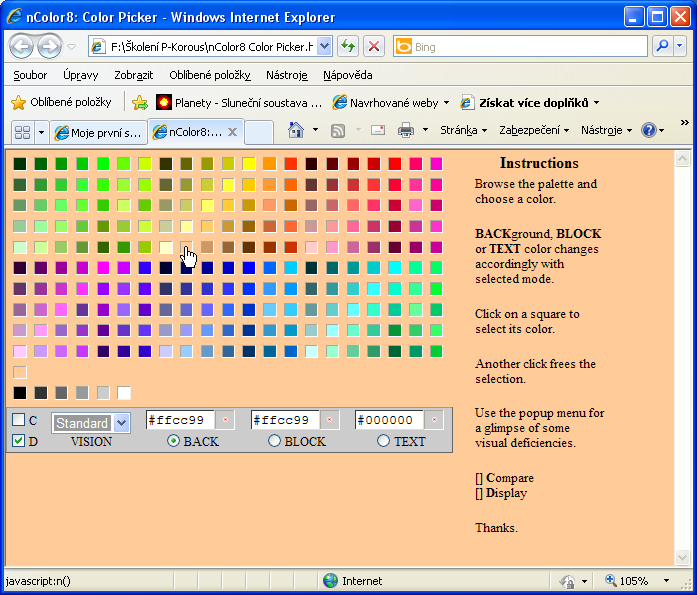 nColor8: Color Picker - Windows Internet Explorer
F:\Školení P-Korous\nColor8 Color Picker.h
Bing
Soubor Úpravy Zobrazit Oblíbené položky Nástroje Nápověda
Oblíbené položky Planety - Sluneční soustava ... Navrhované weby Získat více doplňků
Moje první s... nColor8:... X Stránka Zabezpečení Nástroje »
Instructions
Browse the palette and
choose a color.
BACKground, BLOCK
or TEXT color changes
accordingly with
selected mode.
Click on a square to
select its color.
Another click frees the
selection.
Use the popup menu for
a glimpse of some
visual deficiencies.
[] Compare
[] Display
Thanks.
C Standard #ffcc99 #ffcc99 #000000
D VISION BACK BLOCK TEXT
javascript:n() Internet 105%